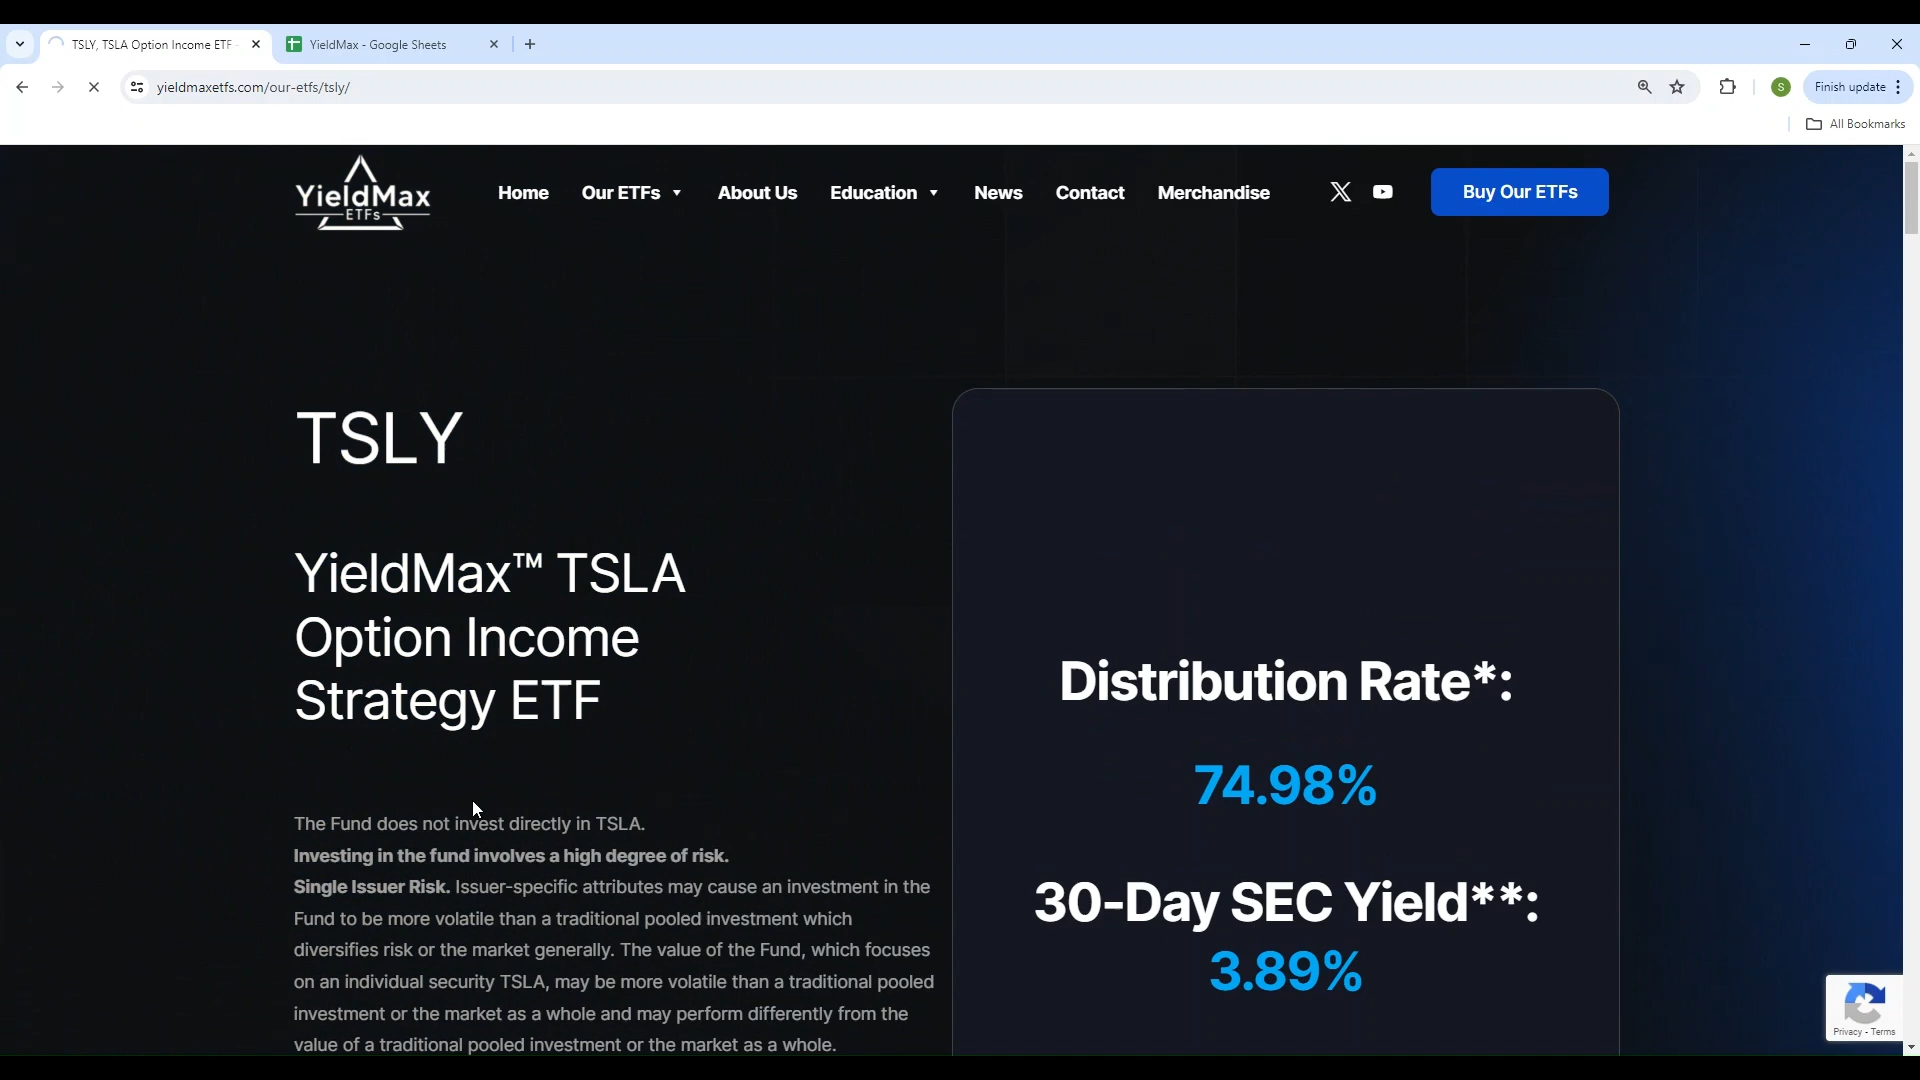 TSLY, TSLA Option Income ETF
YieldMax - Google Sheets
yieldmaxetfs.com/our-etfs/tsly/
S
Finish update
All Bookmarks
YieldMax
ETFs
Home
Our ETFs
About Us
Education
News
Contact
Merchandise
Buy Our ETFs
TSLY
YieldMax™ TSLA
Option Income
Strategy ETF
The Fund does not invest directly in TSLA.
Investing in the fund involves a high degree of risk.
Single Issuer Risk. Issuer-specific attributes may cause an investment in the
Fund to be more volatile than a traditional pooled investment which
diversifies risk or the market generally. The value of the Fund, which focuses
on an individual security TSLA, may be more volatile than a traditional pooled
investment or the market as a whole and may perform differently from the
value of a traditional pooled investment or the market as a whole.
Distribution Rate*:
74.98%
30-Day SEC Yield**:
3.89%
Privacy - Terms